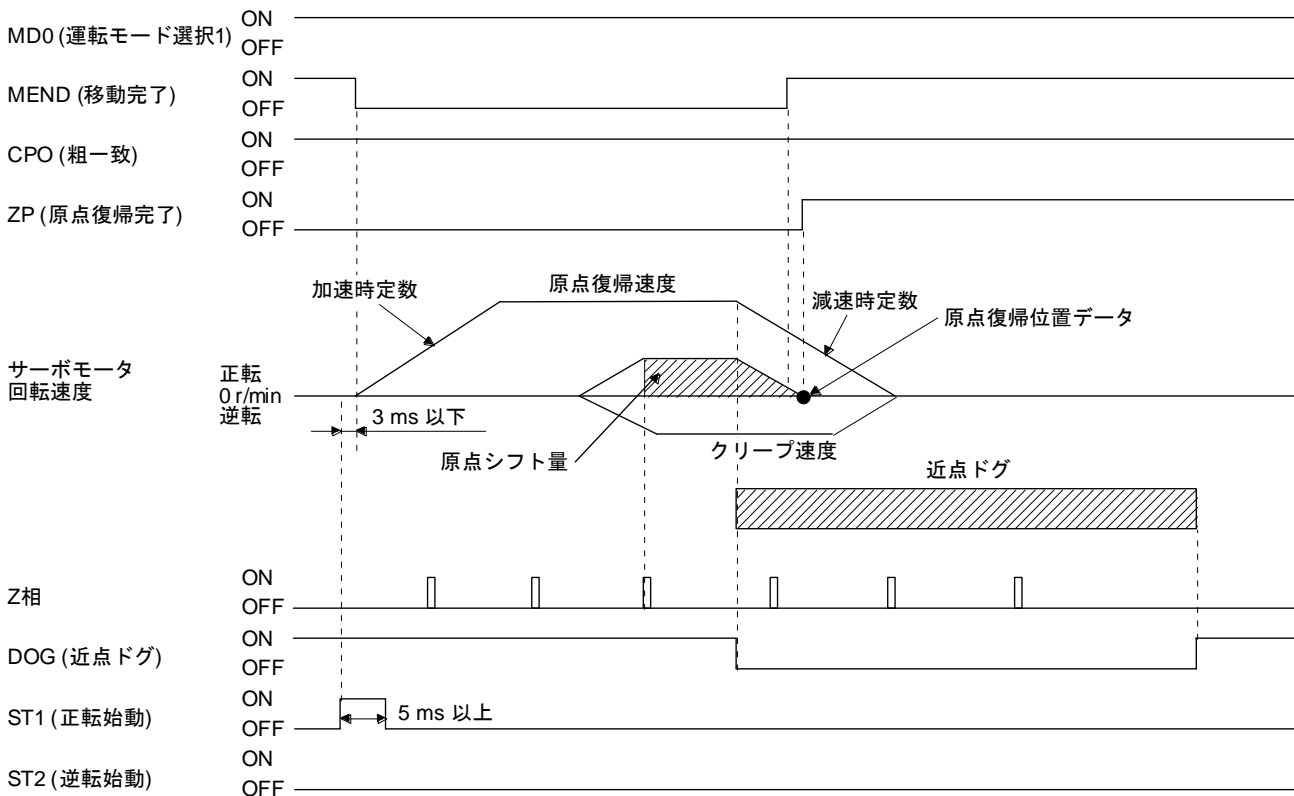 MD0 (運転モード選択1)
ON
OFF
MEND (移動完了)
ON
OFF
CPO (粗一致)
ON
OFF
ZP (原点復帰完了)
ON
OFF
加速時定数
原点復帰速度
減速時定数
原点復帰位置データ
サーボモータ
回転速度
正転
0 r/min
逆転
3 ms 以下
原点シフト量
クリープ速度
近点ドグ
Z相
ON
OFF
DOG (近点ドグ)
ON
OFF
ST1 (正転始動)
ON
OFF
5 ms 以上
ST2 (逆転始動)
ON
OFF